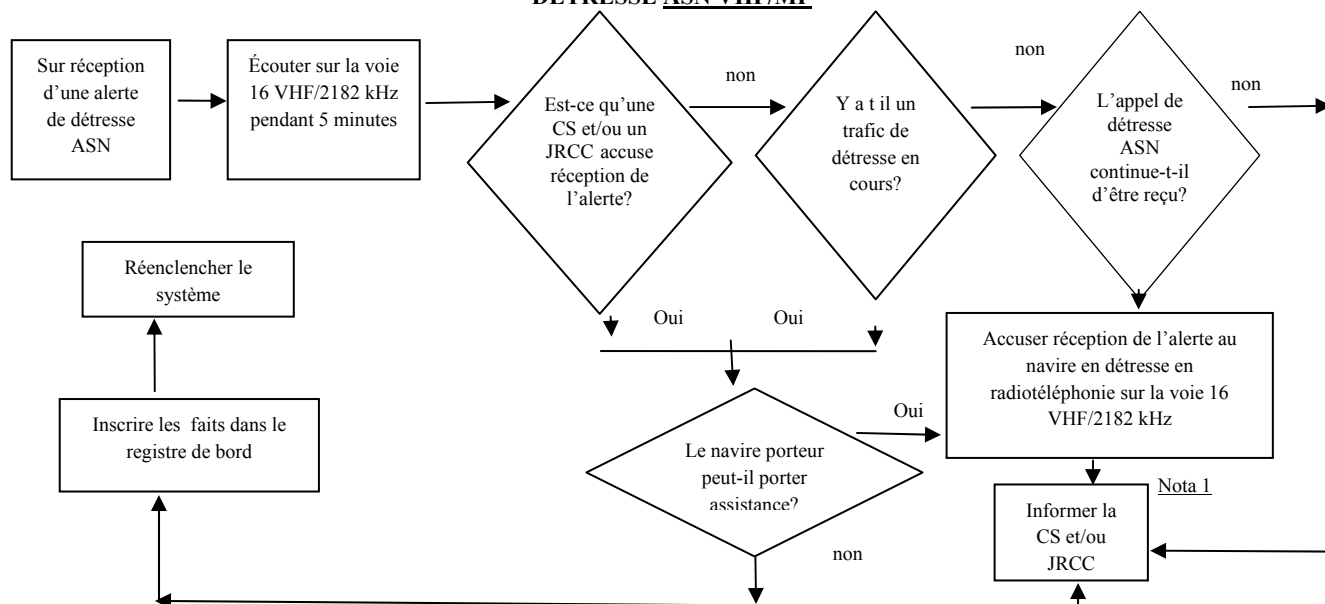 DÉTRESSE ASN VHF/MF
Sur réception
d’une alerte
de détresse
ASN
Écouter sur la voie
16 VHF/2182 kHz
pendant 5 minutes
Est-ce qu’une
CS et/ou un
JRCC accuse
réception de
l’alerte?
non
Y a t il un
trafic de
détresse en
cours?
non
L’appel de
détresse
ASN
continue-t-il
d’être reçu?
non
Réenclencher le
système
Oui
Oui
Accuser réception de l’alerte au
navire en détresse en
radiotéléphonie sur la voie 16
VHF/2182 kHz
Inscrire les faits dans le
registre de bord
Le navire porteur
peut-il porter
assistance?
Oui
non
Nota 1
Informer la
CS et/ou
JRCC